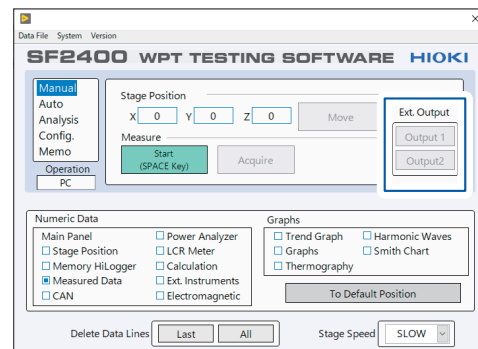 Data File System Version
SF2400 WPT TESTING SOFTWARE HIOKI
Manual
Auto
Analysis
Config.
Memo
Operation
PC
Stage Position
X 0 Y 0 Z 0 Move
Measure
Start
(SPACE Key)
Acquire
Ext. Output
Output 1
Output2
Numeric Data
Main Panel
Stage Position
Memory HiLogger
Measured Data
CAN
Power Analyzer
LCR Meter
Calculation
Ext. Instruments
Electromagnetic
Graphs
Trend Graph
Graphs
Thermography
Harmonic Waves
Smith Chart
To Default Position
Delete Data Lines Last All
Stage Speed SLOW